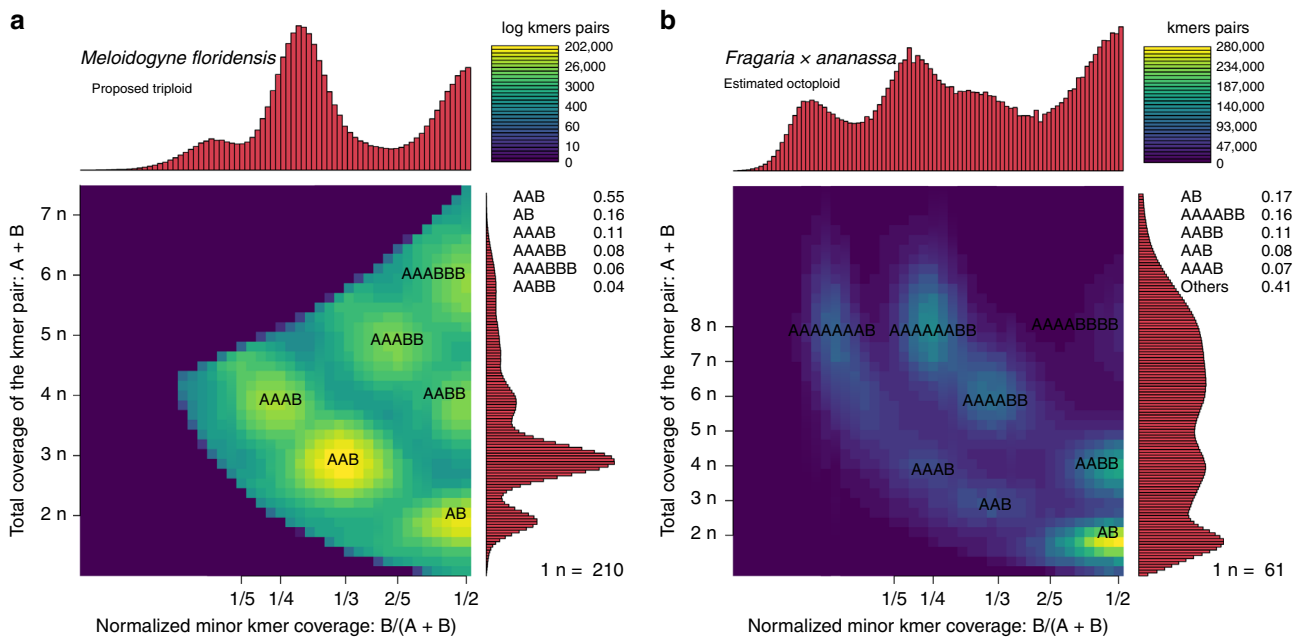 a
Meloidogyne floridensis
Proposed triploid
log kmers pairs
202,000
26,000
3000
400
60
10
0
Total coverage of the kmer pair: A + B
7 n
6 n
5 n
4 n
3 n
2 n
AAABBB
AAABB
AAAB
AABB
AAB
AB
AAB 0.55
AB 0.16
AAAB 0.11
AAABB 0.08
AAABBB 0.06
AABB 0.04
1 n = 210
1/5 1/4 1/3 2/5 1/2
Normalized minor kmer coverage: B/(A + B)
b
Fragaria × ananassa
Estimated octoploid
kmers pairs
280,000
234,000
187,000
140,000
93,000
47,000
0
Total coverage of the kmer pair: A + B
8 n
7 n
6 n
5 n
4 n
3 n
2 n
AAAAAAAB
AAAAAABB
AAAABBBB
AAAABB
AAAB
AABB
AAB
AB
AB 0.17
AAAABB 0.16
AABB 0.11
AAB 0.08
AAAB 0.07
Others 0.41
1 n = 61
1/5 1/4 1/3 2/5 1/2
Normalized minor kmer coverage: B/(A + B)